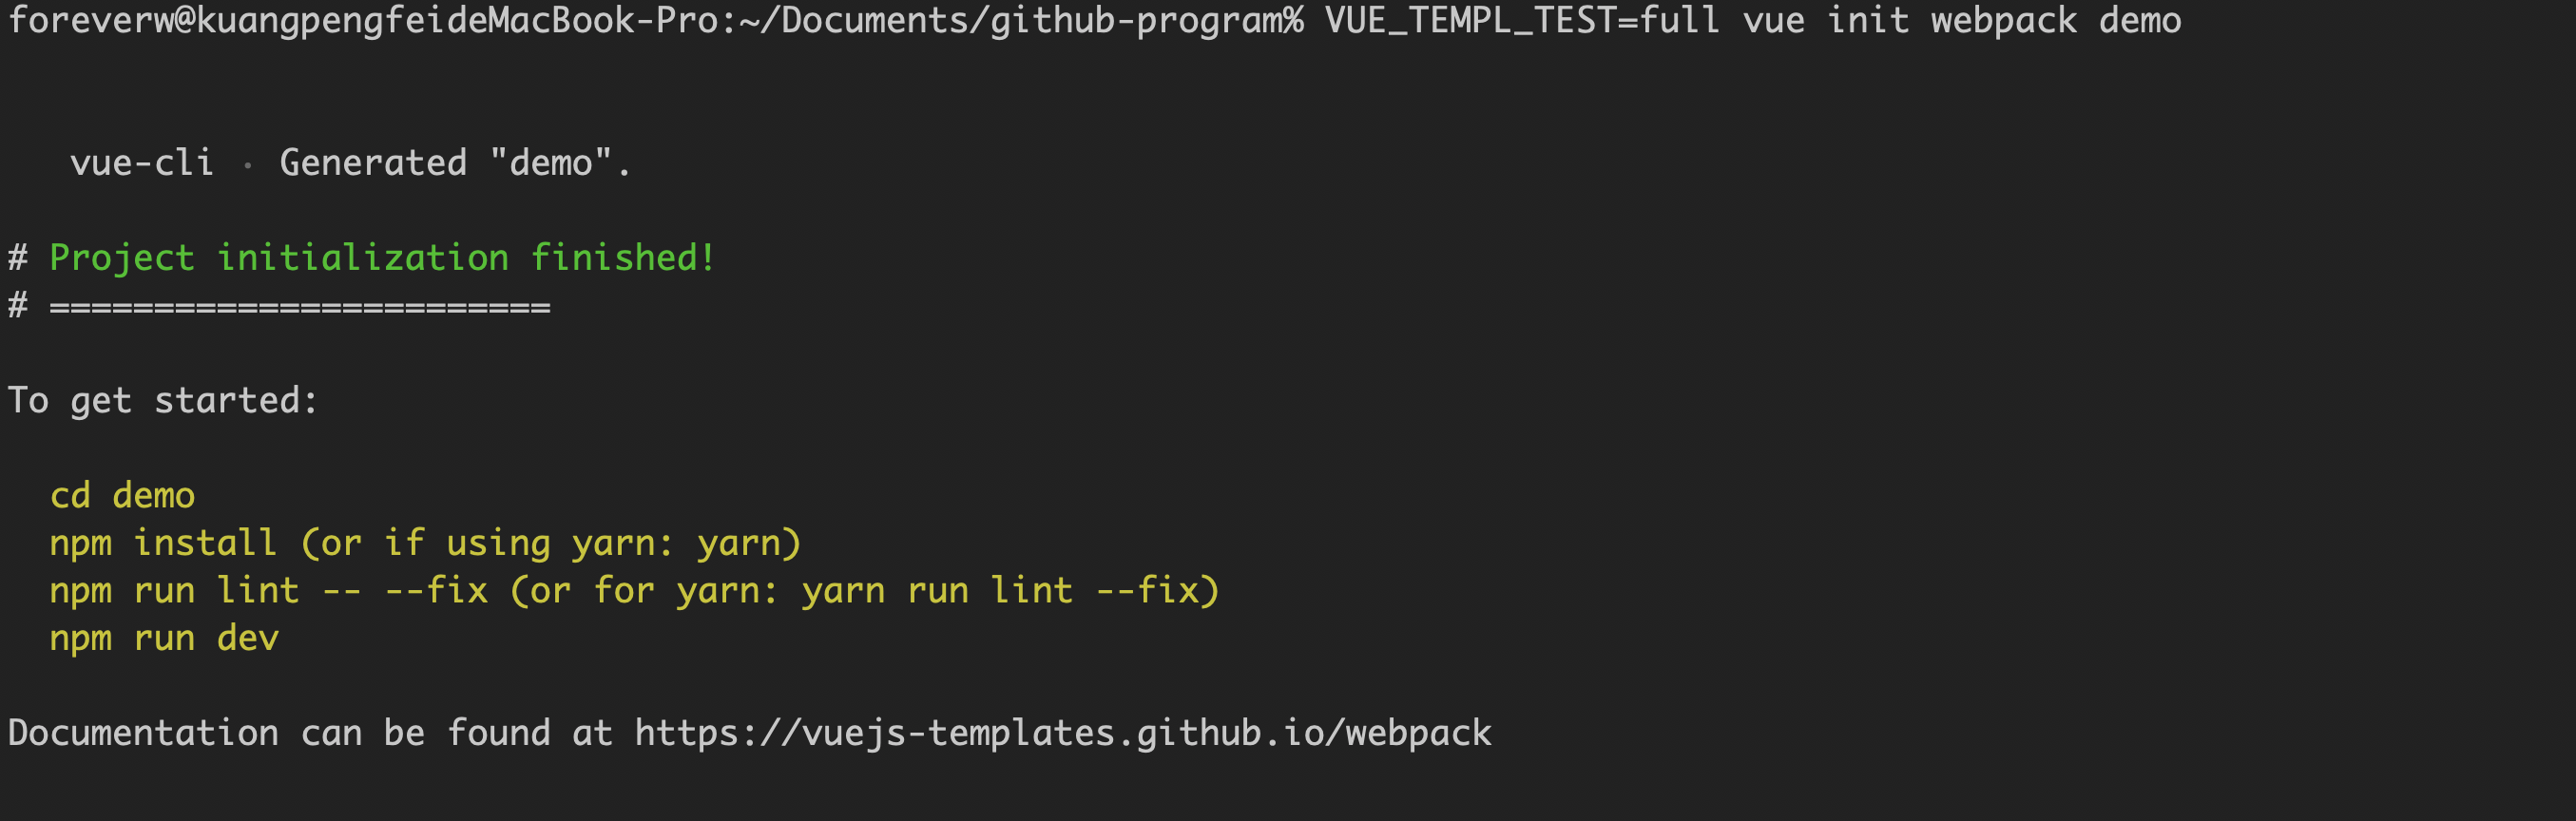 foreverw@kuangpengfeideMacBook-Pro:~/Documents/github-program% VUE_TEMPL_TEST=full vue init webpack demo
vue-cli · Generated "demo".
# Project initialization finished!
# ========================
To get started:
cd demo
npm install (or if using yarn: yarn)
npm run lint -- --fix (or for yarn: yarn run lint --fix)
npm run dev
Documentation can be found at https://vuejs-templates.github.io/webpack